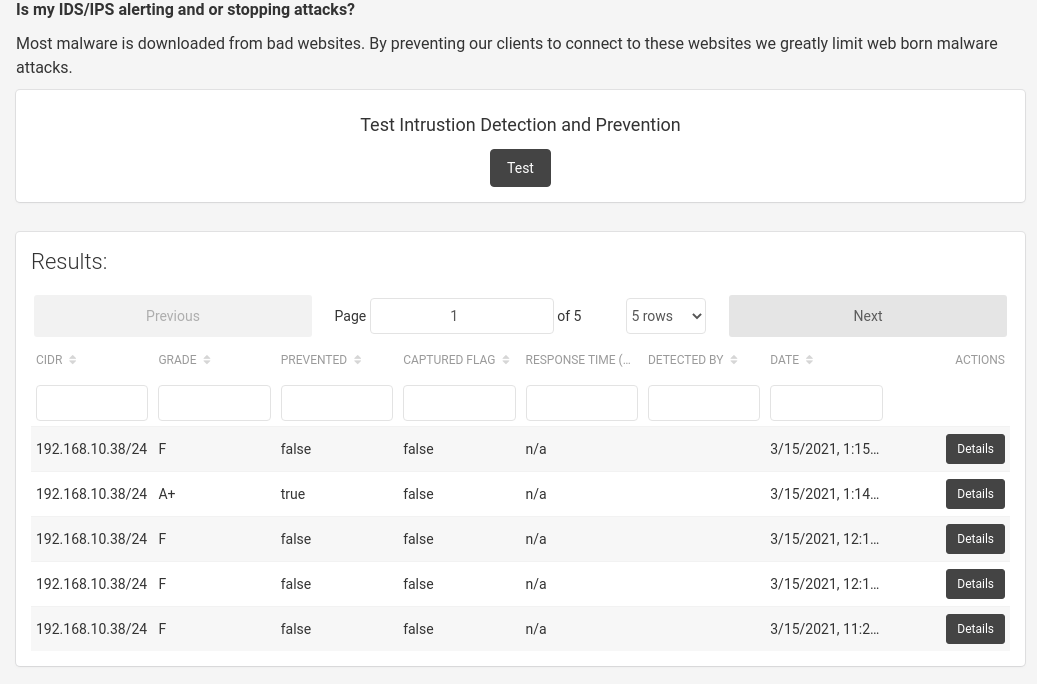 Is my IDS/IPS alerting and or stopping attacks?
Most malware is downloaded from bad websites. By preventing our clients to connect to these websites we greatly limit web born malware
attacks.
Test Intrustion Detection and Prevention
Test
Results:
Previous Page 1 of 5 5 rows Next
CIDR GRADE PREVENTED CAPTURED FLAG RESPONSE TIME (... DETECTED BY DATE ACTIONS
192.168.10.38/24 F false false n/a 3/15/2021, 1:15... Details
192.168.10.38/24 A+ true false n/a 3/15/2021, 1:14... Details
192.168.10.38/24 F false false n/a 3/15/2021, 12:1... Details
192.168.10.38/24 F false false n/a 3/15/2021, 12:1... Details
192.168.10.38/24 F false false n/a 3/15/2021, 11:2... Details